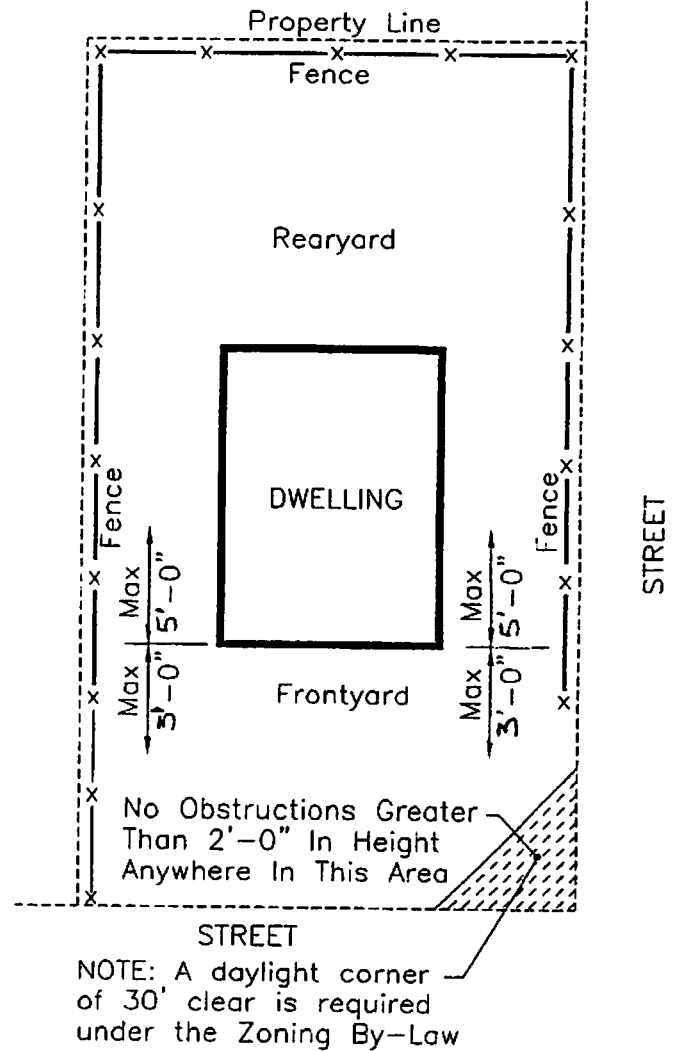 Property Line
Fence
Rearyard
DWELLING
Fence
Fence
STREET
Max 5'-0"
Max 5'-0"
Max 3'-0"
Max 3'-0"
Frontyard
No Obstructions Greater
Than 2'-0" In Height
Anywhere In This Area
STREET
NOTE: A daylight corner
of 30' clear is required
under the Zoning By-Law